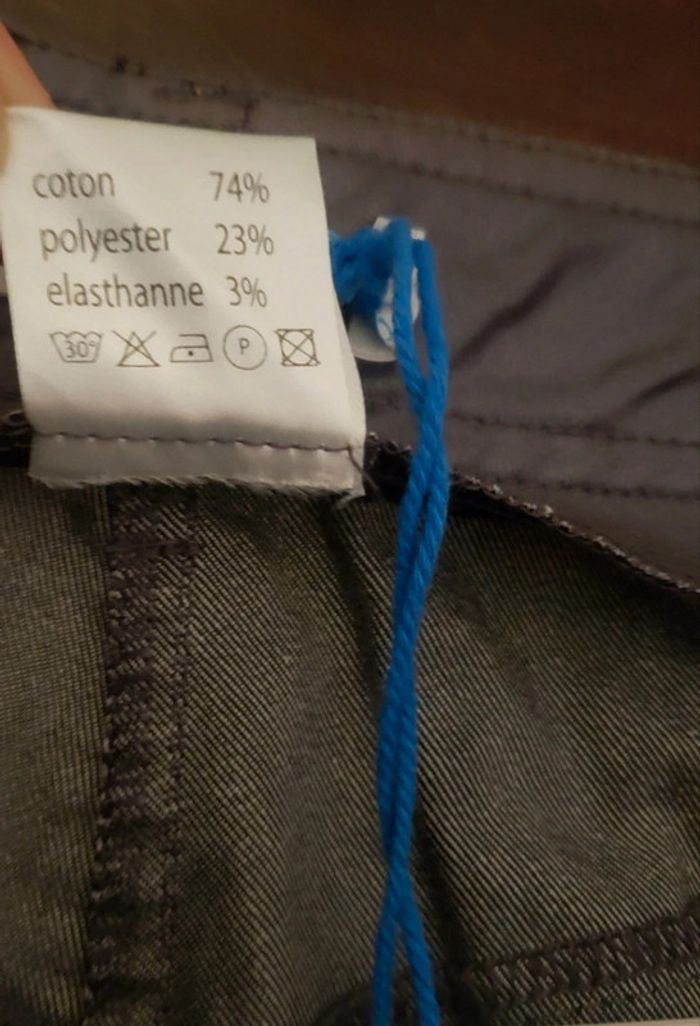 coton 74%
polyester 23%
elasthanne 3%
30° P